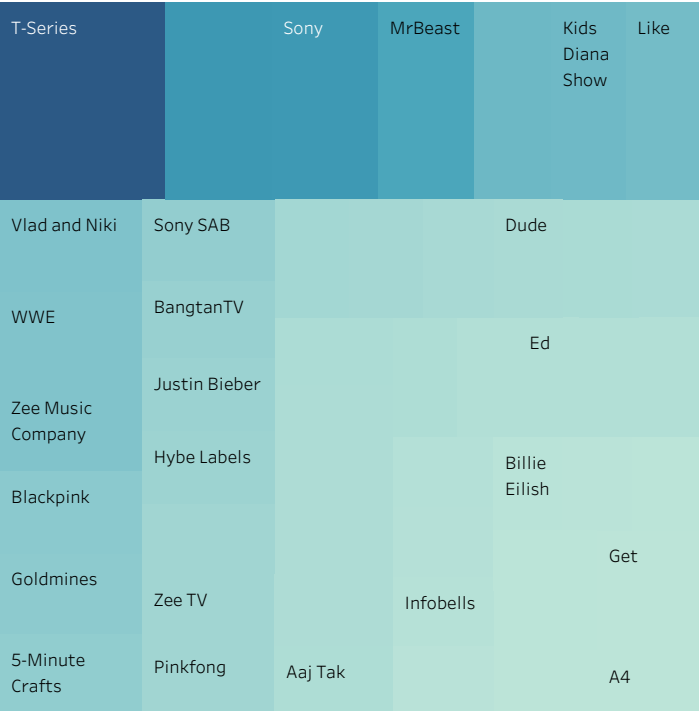 T-Series
Sony
MrBeast
Kids
Diana
Show
Like
Vlad and Niki
WWE
Zee Music
Company
Blackpink
Goldmines
5-Minute
Crafts
Sony SAB
BangtanTV
Justin Bieber
Hybe Labels
Zee TV
Pinkfong
Dude
Ed
Billie
Eilish
Get
Infobells
Aaj Tak
A4